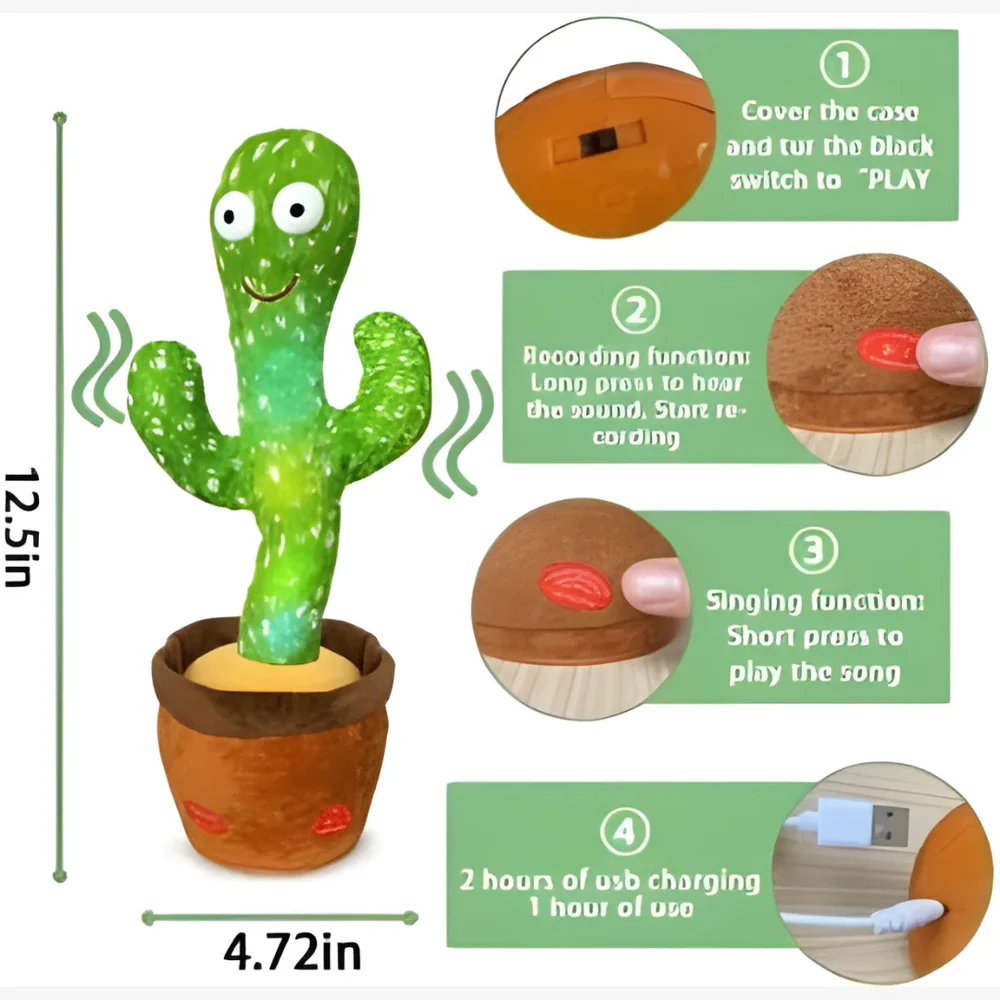 12.5in
4.72in
1
Cover the case
and tur the black
switch to "PLAY
2
Recording function:
Long press to hear
the sound. Start re-
cording
3
Singing function:
Short press to
play the song
4
2 hours of usb charging
1 hour of use